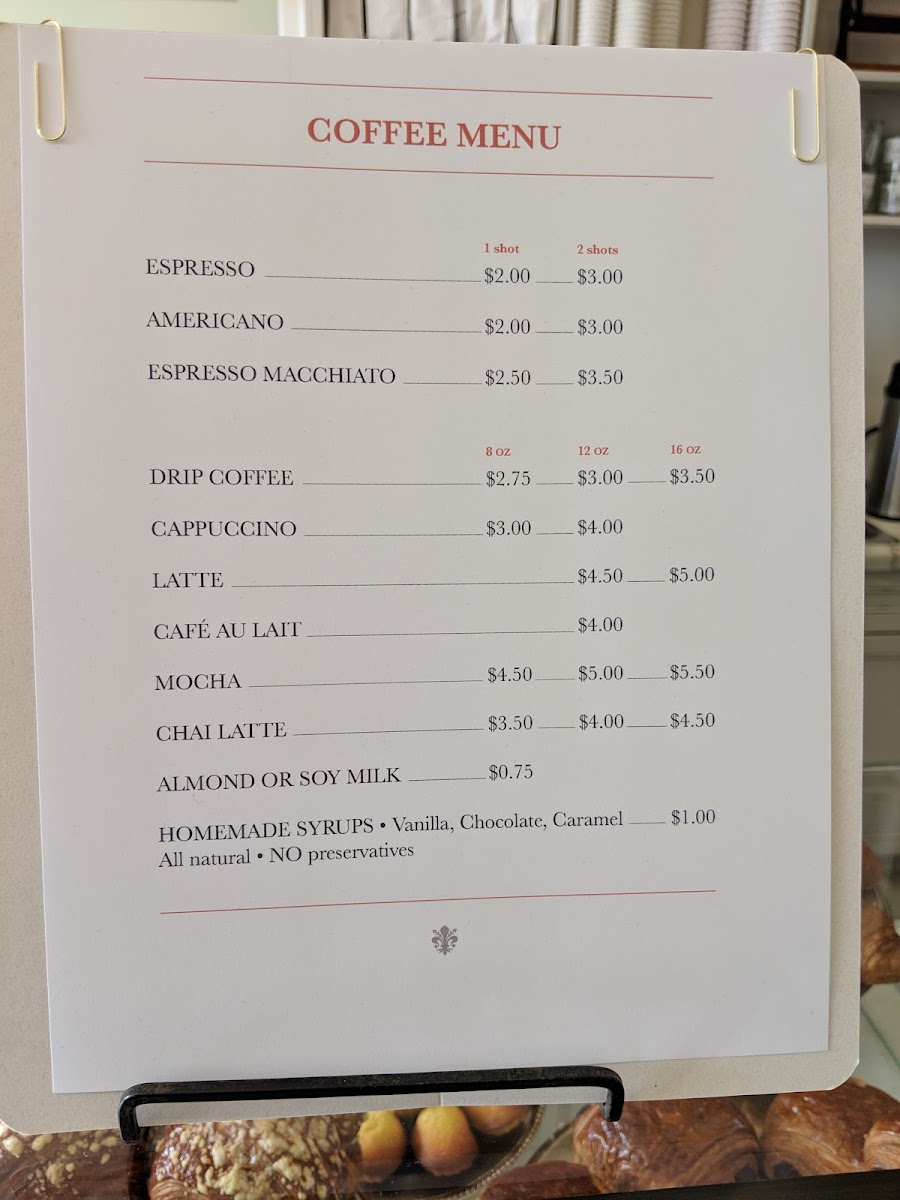 COFFEE MENU
1 shot 2 shots
ESPRESSO $2.00 $3.00
AMERICANO $2.00 $3.00
ESPRESSO MACCHIATO $2.50 $3.50
8 oz 12 oz 16 oz
DRIP COFFEE $2.75 $3.00 $3.50
CAPPUCCINO $3.00 $4.00
LATTE $4.50 $5.00
CAFÉ AU LAIT $4.00
MOCHA $4.50 $5.00 $5.50
CHAI LATTE $3.50 $4.00 $4.50
ALMOND OR SOY MILK $0.75
HOMEMADE SYRUPS • Vanilla, Chocolate, Caramel $1.00
All natural • NO preservatives